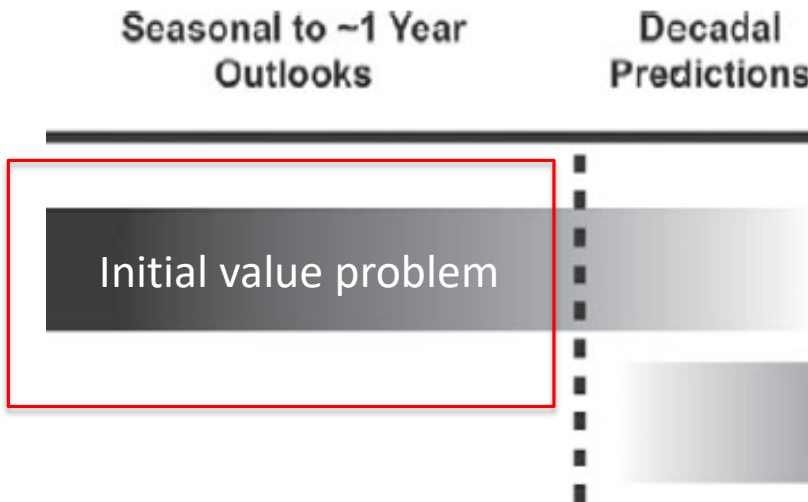 Seasonal to ~1 Year
Outlooks
Decadal
Predictions
Initial value problem